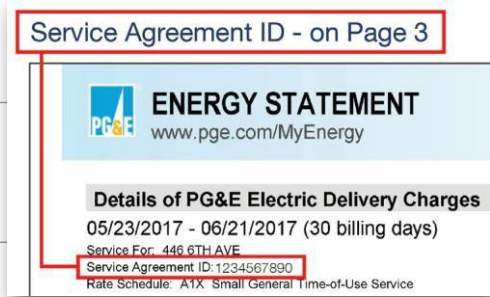 Service Agreement ID - on Page 3
PG&E
ENERGY STATEMENT
www.pge.com/MyEnergy
Details of PG&E Electric Delivery Charges
05/23/2017 - 06/21/2017 (30 billing days)
Service For: 446 6TH AVE
Service Agreement ID: 1234567890
Rate Schedule: A1X Small General Time-of-Use Service